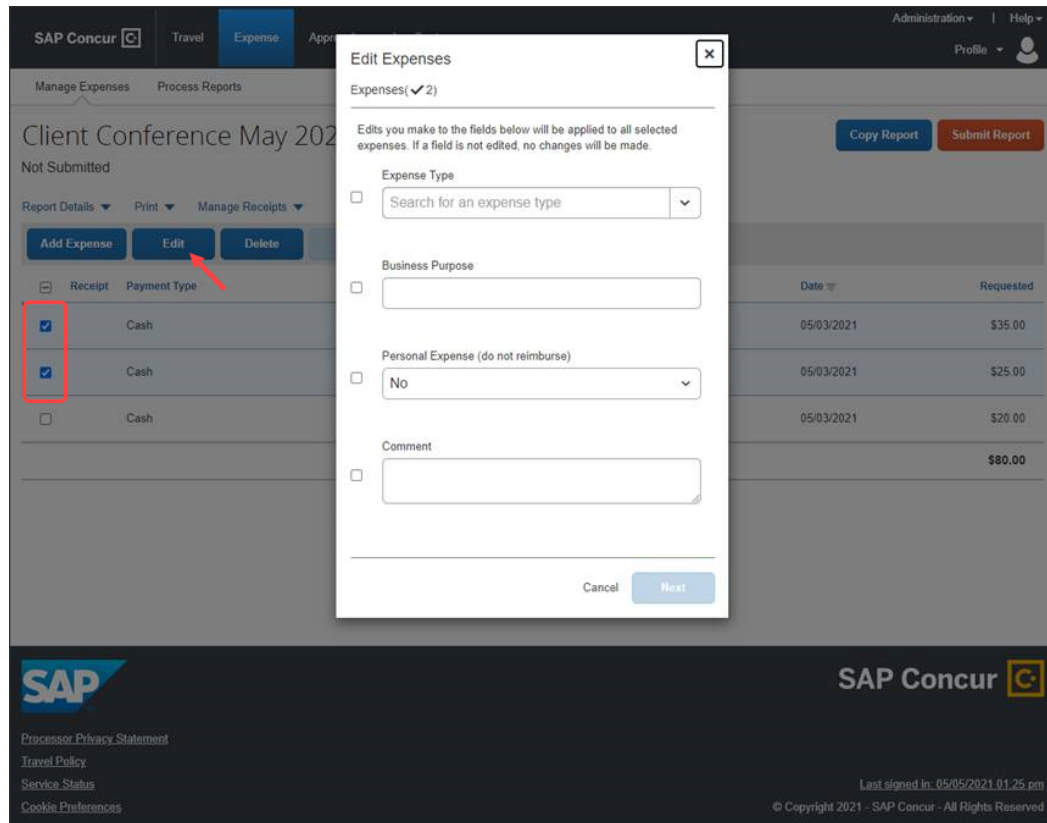 Administration | Help
SAP Concur C Travel Expense
Profile
Manage Expenses Process Reports
Edit Expenses
Expenses(✔2)
Edits you make to the fields below will be applied to all selected
expenses. If a field is not edited, no changes will be made.
Client Conference May 202
Copy Report Submit Report
Not Submitted
Report Details Print Manage Receipts
Add Expense Edit Delete
Expense Type
Search for an expense type
Business Purpose
Personal Expense (do not reimburse)
No
Comment
Cancel Next
Receipt Payment Type Date Requested
Cash 05/03/2021 $35.00
Cash 05/03/2021 $25.00
Cash 05/03/2021 $20.00
$80.00
SAP
SAP Concur C
Processor Privacy Statement
Travel Policy
Service Status
Last signed in: 05/05/2021 01:25 pm
Cookie Preferences
© Copyright 2021 - SAP Concur - All Rights Reserved